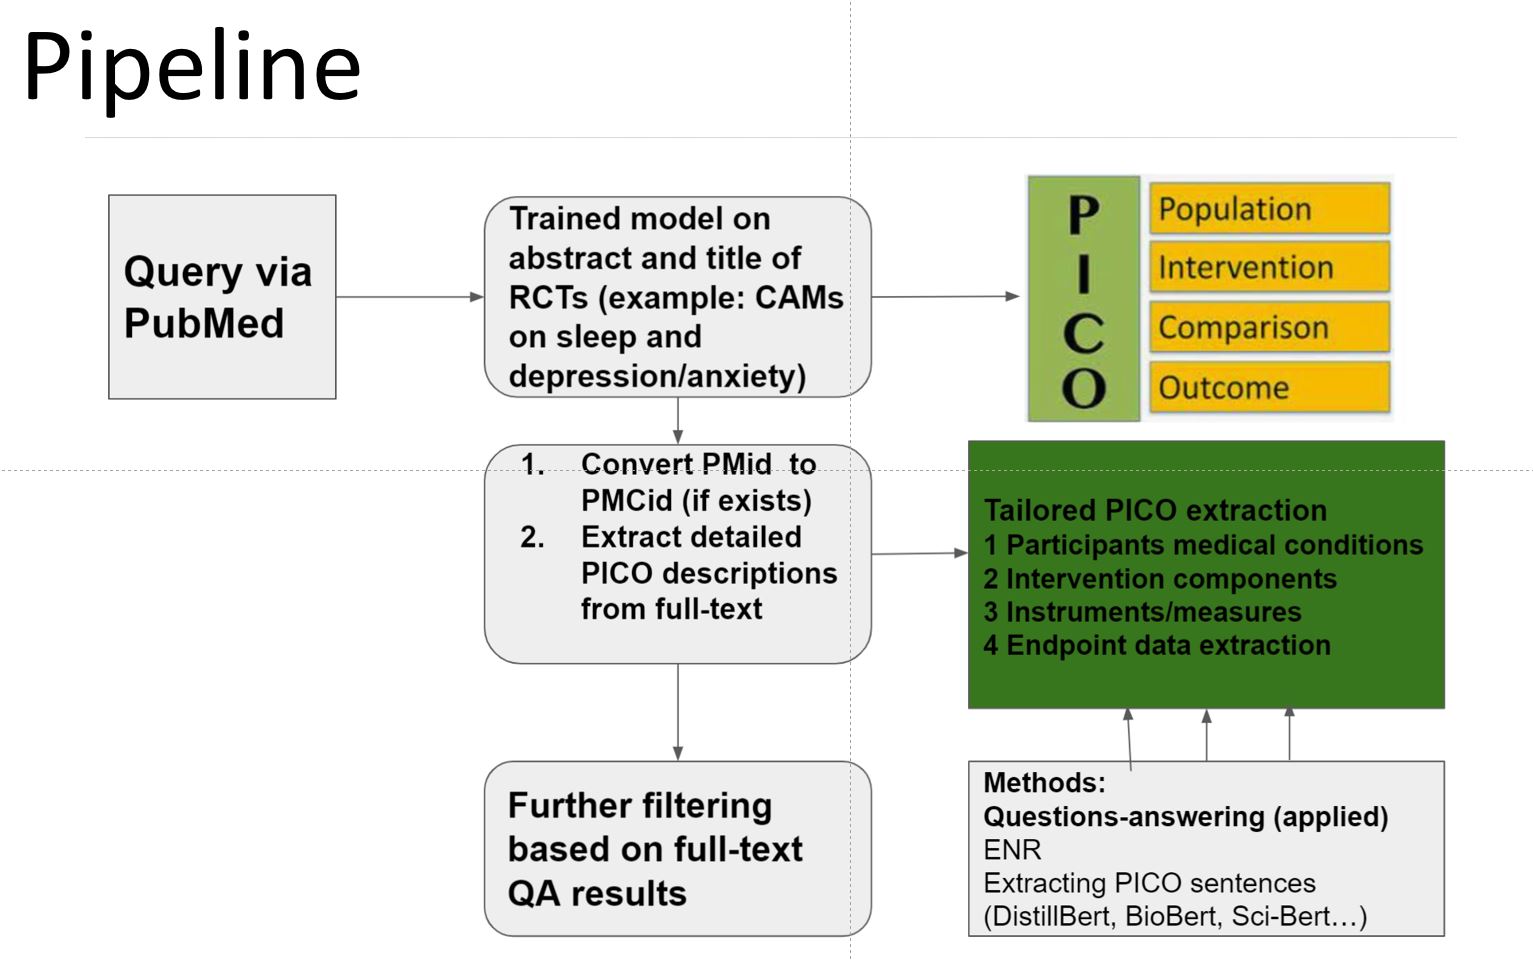 Pipeline
Query via
PubMed
Trained model on
abstract and title of
RCTs (example: CAMs
on sleep and
depression/anxiety)
P
I
C
O
Population
Intervention
Comparison
Outcome
1. Convert PMid to
PMCid (if exists)
2. Extract detailed
PICO descriptions
from full-text
Tailored PICO extraction
1 Participants medical conditions
2 Intervention components
3 Instruments/measures
4 Endpoint data extraction
Further filtering
based on full-text
QA results
Methods:
Questions-answering (applied)
ENR
Extracting PICO sentences
(DistillBert, BioBert, Sci-Bert…)